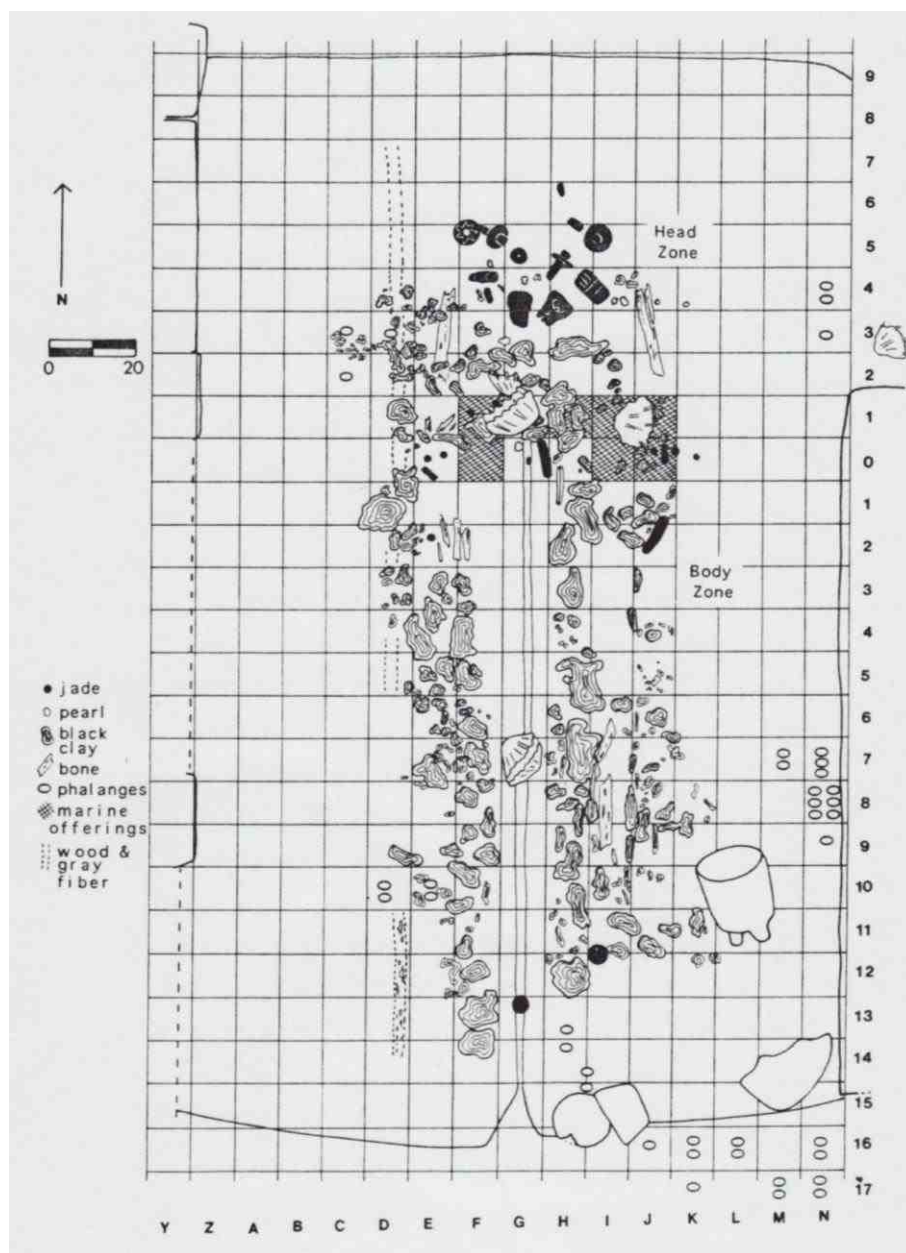 9
8
7
6
5
Head
Zone
4
N
3
0 20
2
1
0
1
2
Body
Zone
3
4
5
jade
pearl
6
black
clay
bone
7
phalanges
marine
offerings
8
wood &
gray
fiber
9
10
11
12
13
14
15
16
17
Y Z A B C D E F G H I J K L M N